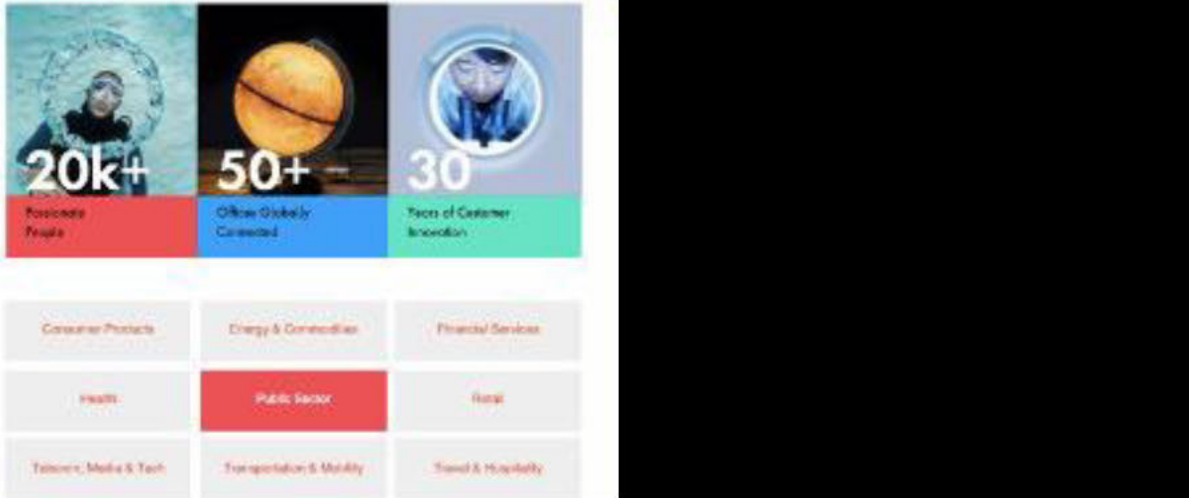 20k+
50+
30
Passionate
People
Offices Globally
Connected
Years of Customer
Innovation
Consumer Products
Energy & Commodities
Financial Services
Health
Public Sector
Retail
Telecom, Media & Tech
Transportation & Mobility
Travel & Hospitality